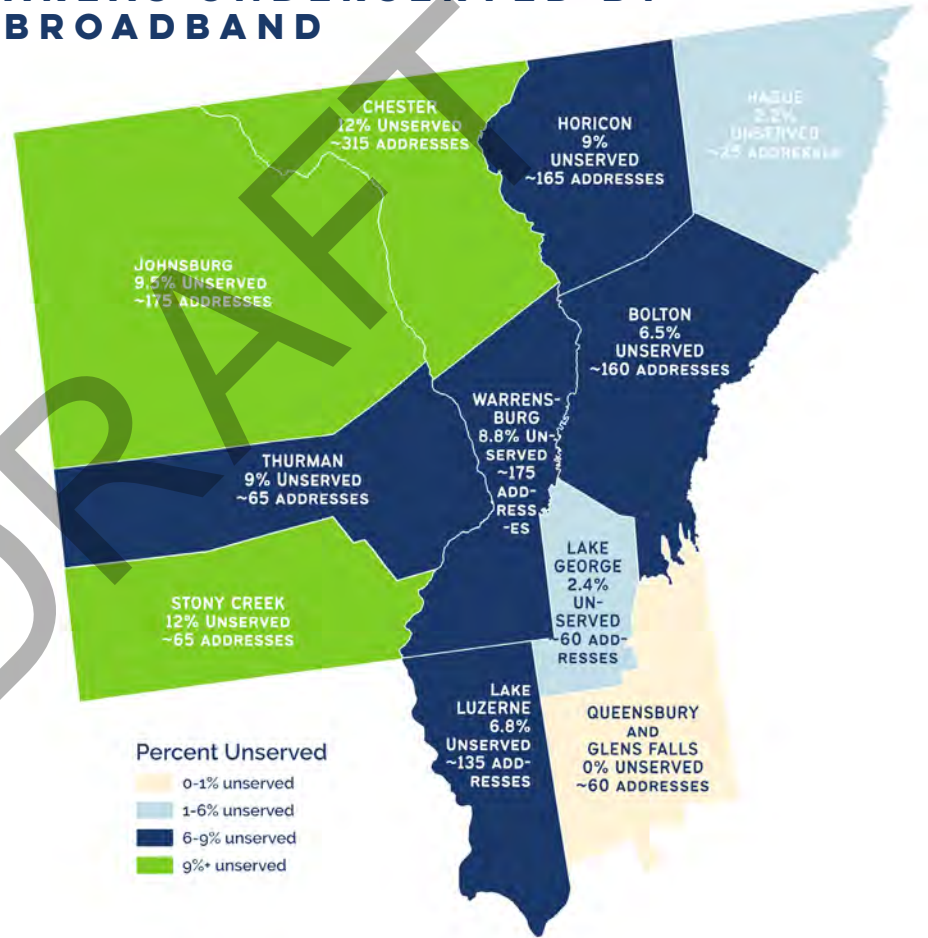 BROADBAND
CHESTER
12% UNSERVED
~315 ADDRESSES
HORICON
9%
UNSERVED
~165 ADDRESSES
HAGUE
2.2%
UNSERVED
~25 ADDRESSES
JOHNSBURG
9.5% UNSERVED
~175 ADDRESSES
BOLTON
6.5%
UNSERVED
~160 ADDRESSES
WARRENS-
BURG
8.8% UN-
SERVED
~175
ADD-
RESS
-ES
THURMAN
9% UNSERVED
~65 ADDRESSES
LAKE
GEORGE
2.4%
UN-
SERVED
~60 ADD-
RESSES
STONY CREEK
12% UNSERVED
~65 ADDRESSES
LAKE
LUZERNE
6.8%
UNSERVED
~135 ADD-
RESSES
QUEENSBURY
AND
GLENS FALLS
0% UNSERVED
~60 ADDRESSES
Percent Unserved
0-1% unserved
1-6% unserved
6-9% unserved
9%+ unserved
DRAFT